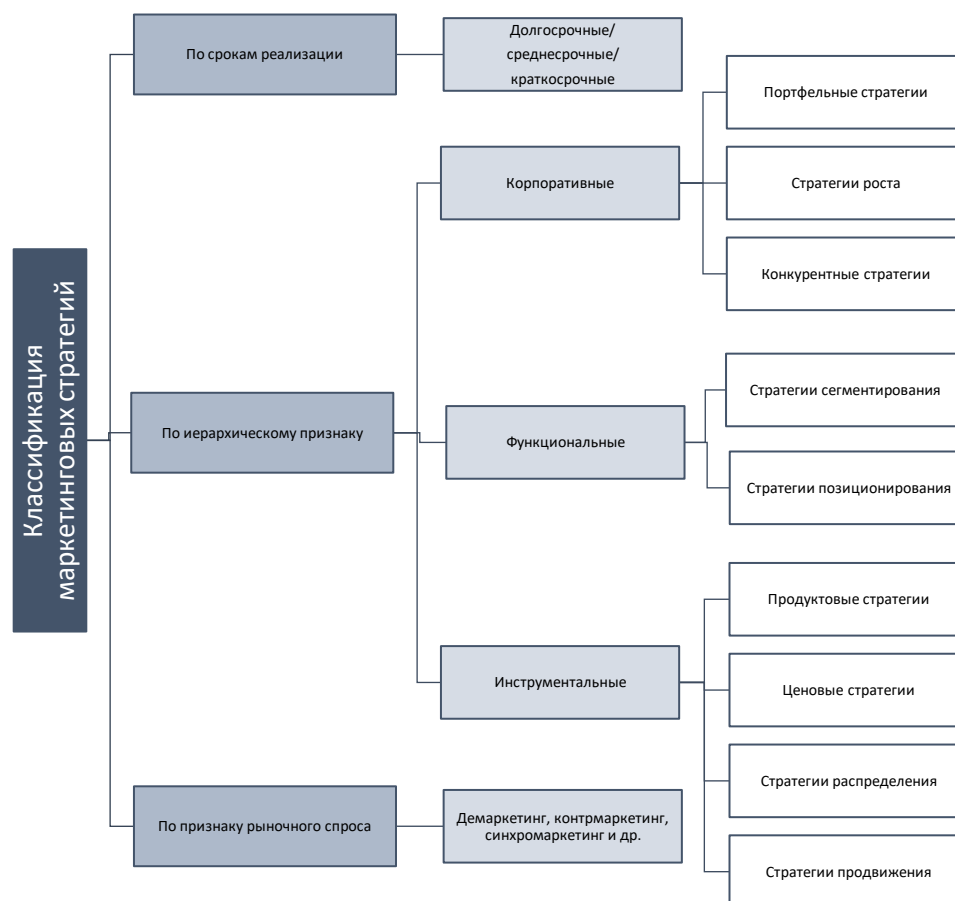 Классификация
маркетинговых стратегий
По срокам реализации
Долгосрочные/
среднесрочные/
краткосрочные
По иерархическому признаку
Корпоративные
Портфельные стратегии
Стратегии роста
Конкурентные стратегии
Функциональные
Стратегии сегментирования
Стратегии позиционирования
Инструментальные
Продуктовые стратегии
Ценовые стратегии
Стратегии распределения
Стратегии продвижения
По признаку рыночного спроса
Демаркетинг, контрмаркетинг,
синхромаркетинг и др.